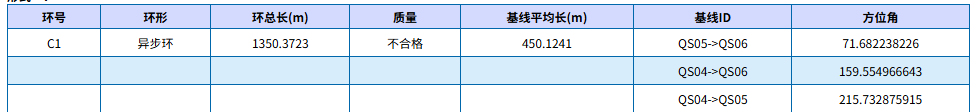 环号 环形 环总长(m) 质量 基线平均长(m) 基线ID 方位角
C1 异步环 1350.3723 不合格 450.1241 QS05->QS06 71.682238226
QS04->QS06 159.554966643
QS04->QS05 215.732875915